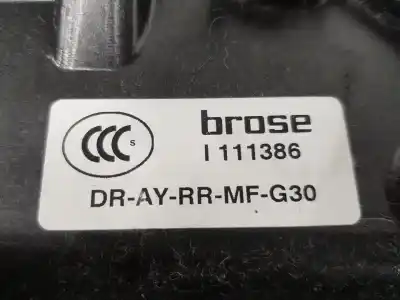 CCC S
brose
I 111386
DR-AY-RR-MF-G30